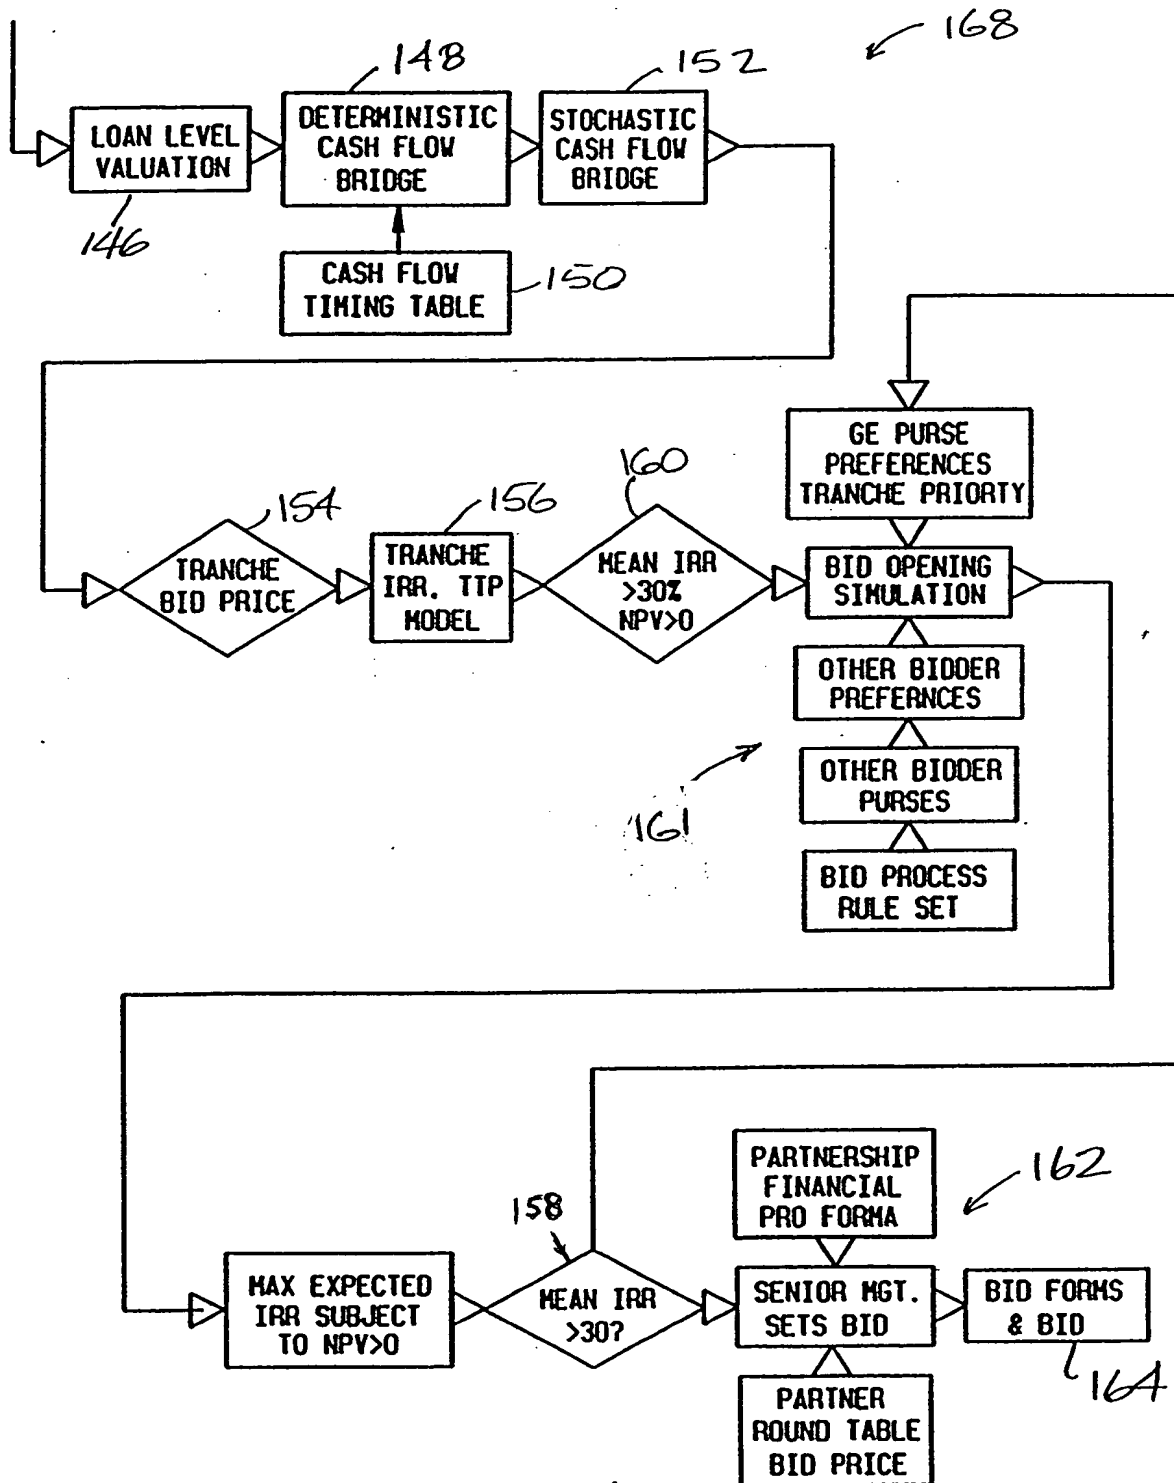 168
148
152
LOAN LEVEL
VALUATION
DETERMINISTIC
CASH FLOW
BRIDGE
STOCHASTIC
CASH FLOW
BRIDGE
146
CASH FLOW
TIMING TABLE
150
GE PURSE
PREFERENCES
TRANCHE PRIORTY
154
156
160
TRANCHE
BID PRICE
TRANCHE
IRR. TTP
MODEL
MEAN IRR
>30%
NPV>0
BID OPENING
SIMULATION
OTHER BIDDER
PREFERNCES
OTHER BIDDER
PURSES
161
BID PROCESS
RULE SET
PARTNERSHIP
FINANCIAL
PRO FORMA
162
158
MAX EXPECTED
IRR SUBJECT
TO NPV>0
MEAN IRR
>30?
SENIOR MGT.
SETS BID
BID FORMS
& BID
164
PARTNER
ROUND TABLE
BID PRICE